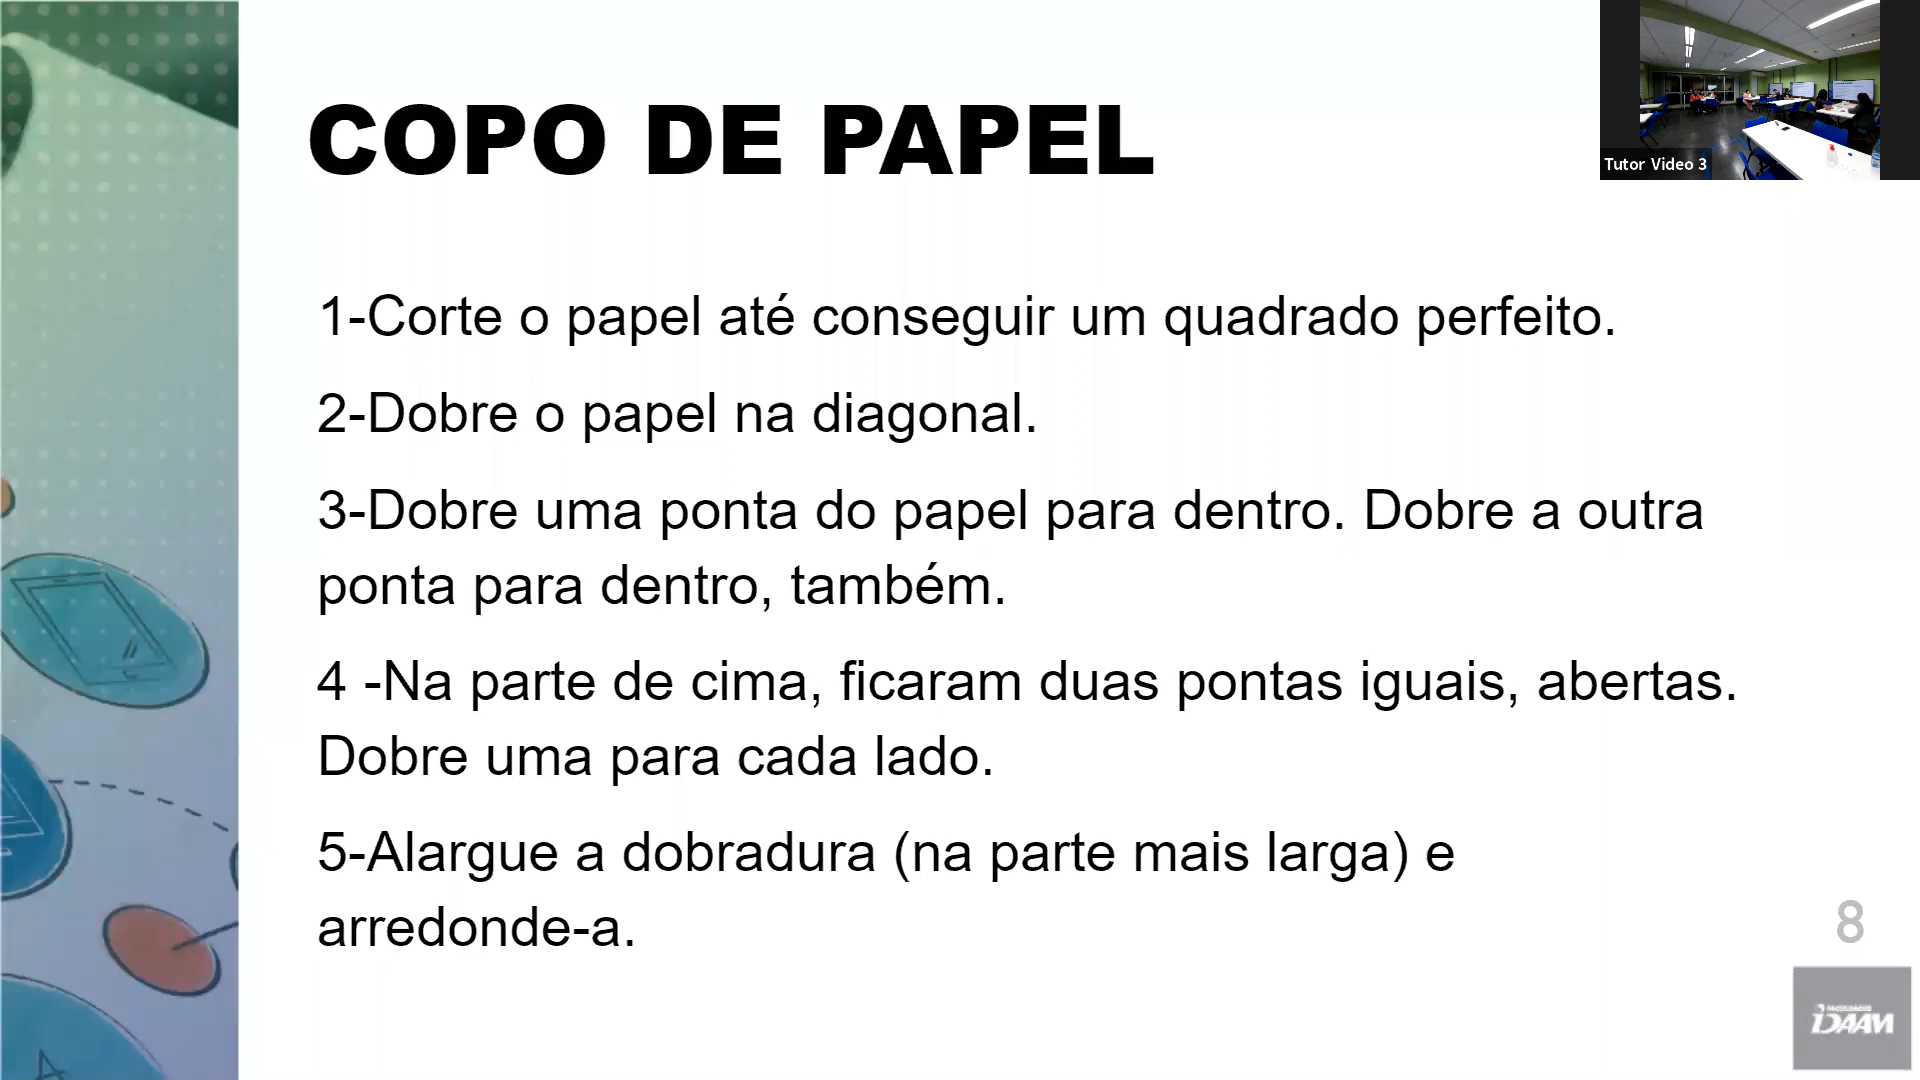 Tutor Video 3
COPO DE PAPEL
1-Corte o papel até conseguir um quadrado perfeito.
2-Dobre o papel na diagonal.
3-Dobre uma ponta do papel para dentro. Dobre a outra
ponta para dentro, também.
4 -Na parte de cima, ficaram duas pontas iguais, abertas.
Dobre uma para cada lado.
5-Alargue a dobradura (na parte mais larga) e
arredonde-a.
8
IDAAM